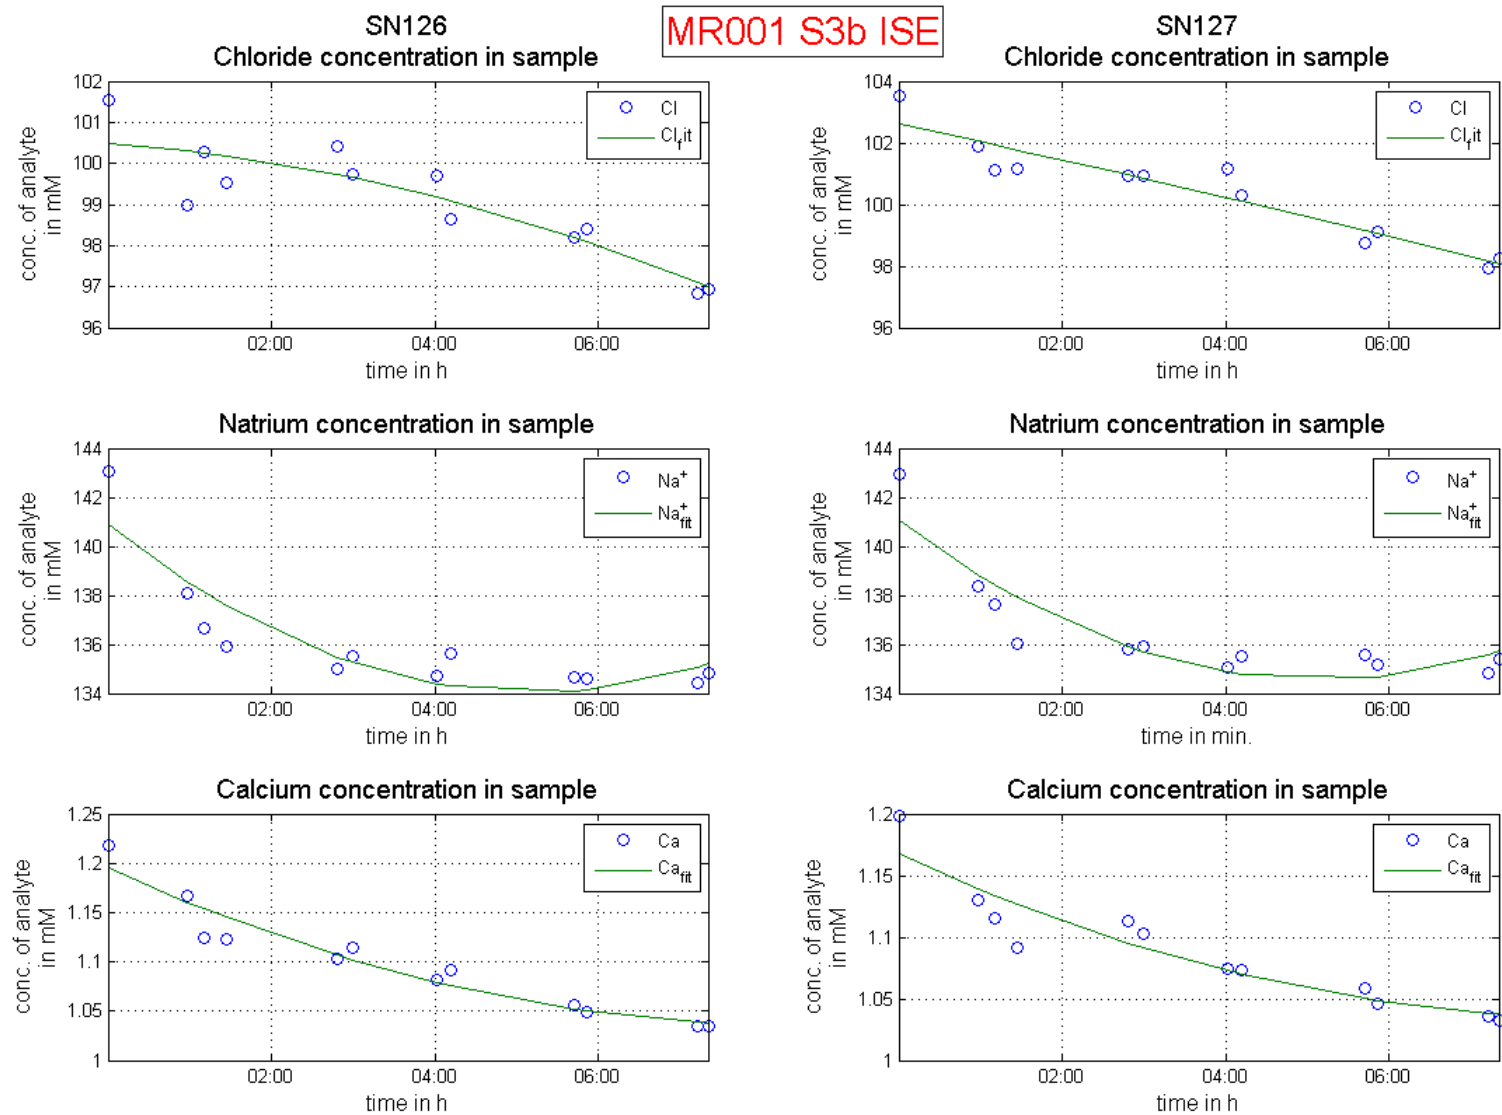 MR001 S3b ISE
SN126
Chloride concentration in sample
102
101
100
99
98
97
96
02:00 04:00 06:00
time in h
conc. of analyte
in mM
Cl
Cl_fit
SN127
Chloride concentration in sample
104
102
100
98
96
02:00 04:00 06:00
time in h
conc. of analyte
in mM
Cl
Cl_fit
Natrium concentration in sample
144
142
140
138
136
134
02:00 04:00 06:00
time in h
conc. of analyte
in mM
Na+
Na+fit
Natrium concentration in sample
144
142
140
138
136
134
02:00 04:00 06:00
time in min.
conc. of analyte
in mM
Na+
Na+fit
Calcium concentration in sample
1.25
1.2
1.15
1.1
1.05
1
02:00 04:00 06:00
time in h
conc. of analyte
in mM
Ca
Cafit
Calcium concentration in sample
1.2
1.15
1.1
1.05
1
02:00 04:00 06:00
time in h
conc. of analyte
in mM
Ca
Cafit